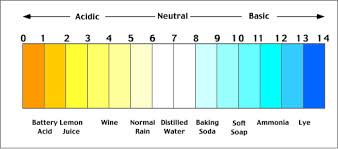 Acidic Neutral Basic
0 1 2 3 4 5 6 7 8 9 10 11 12 13 14
Battery Acid
Lemon Juice
Wine
Normal Rain
Distilled Water
Baking Soda
Soft Soap
Ammonia
Lye